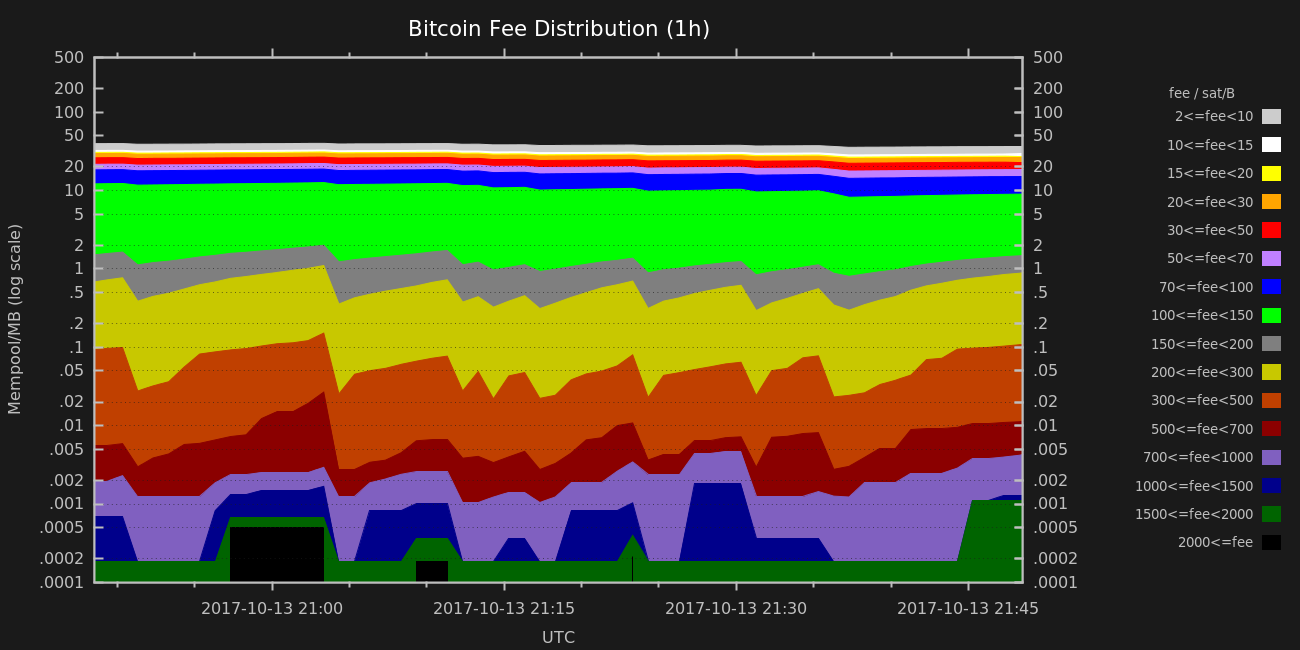 Bitcoin Fee Distribution (1h)
Mempool/MB (log scale)
500
200
100
50
20
10
5
2
1
.5
.2
.1
.05
.02
.01
.005
.002
.001
.0005
.0002
.0001
500
200
100
50
20
10
5
2
1
.5
.2
.1
.05
.02
.01
.005
.002
.001
.0005
.0002
.0001
2017-10-13 21:00 2017-10-13 21:15 2017-10-13 21:30 2017-10-13 21:45
UTC
fee / sat/B
2<=fee<10
10<=fee<15
15<=fee<20
20<=fee<30
30<=fee<50
50<=fee<70
70<=fee<100
100<=fee<150
150<=fee<200
200<=fee<300
300<=fee<500
500<=fee<700
700<=fee<1000
1000<=fee<1500
1500<=fee<2000
2000<=fee